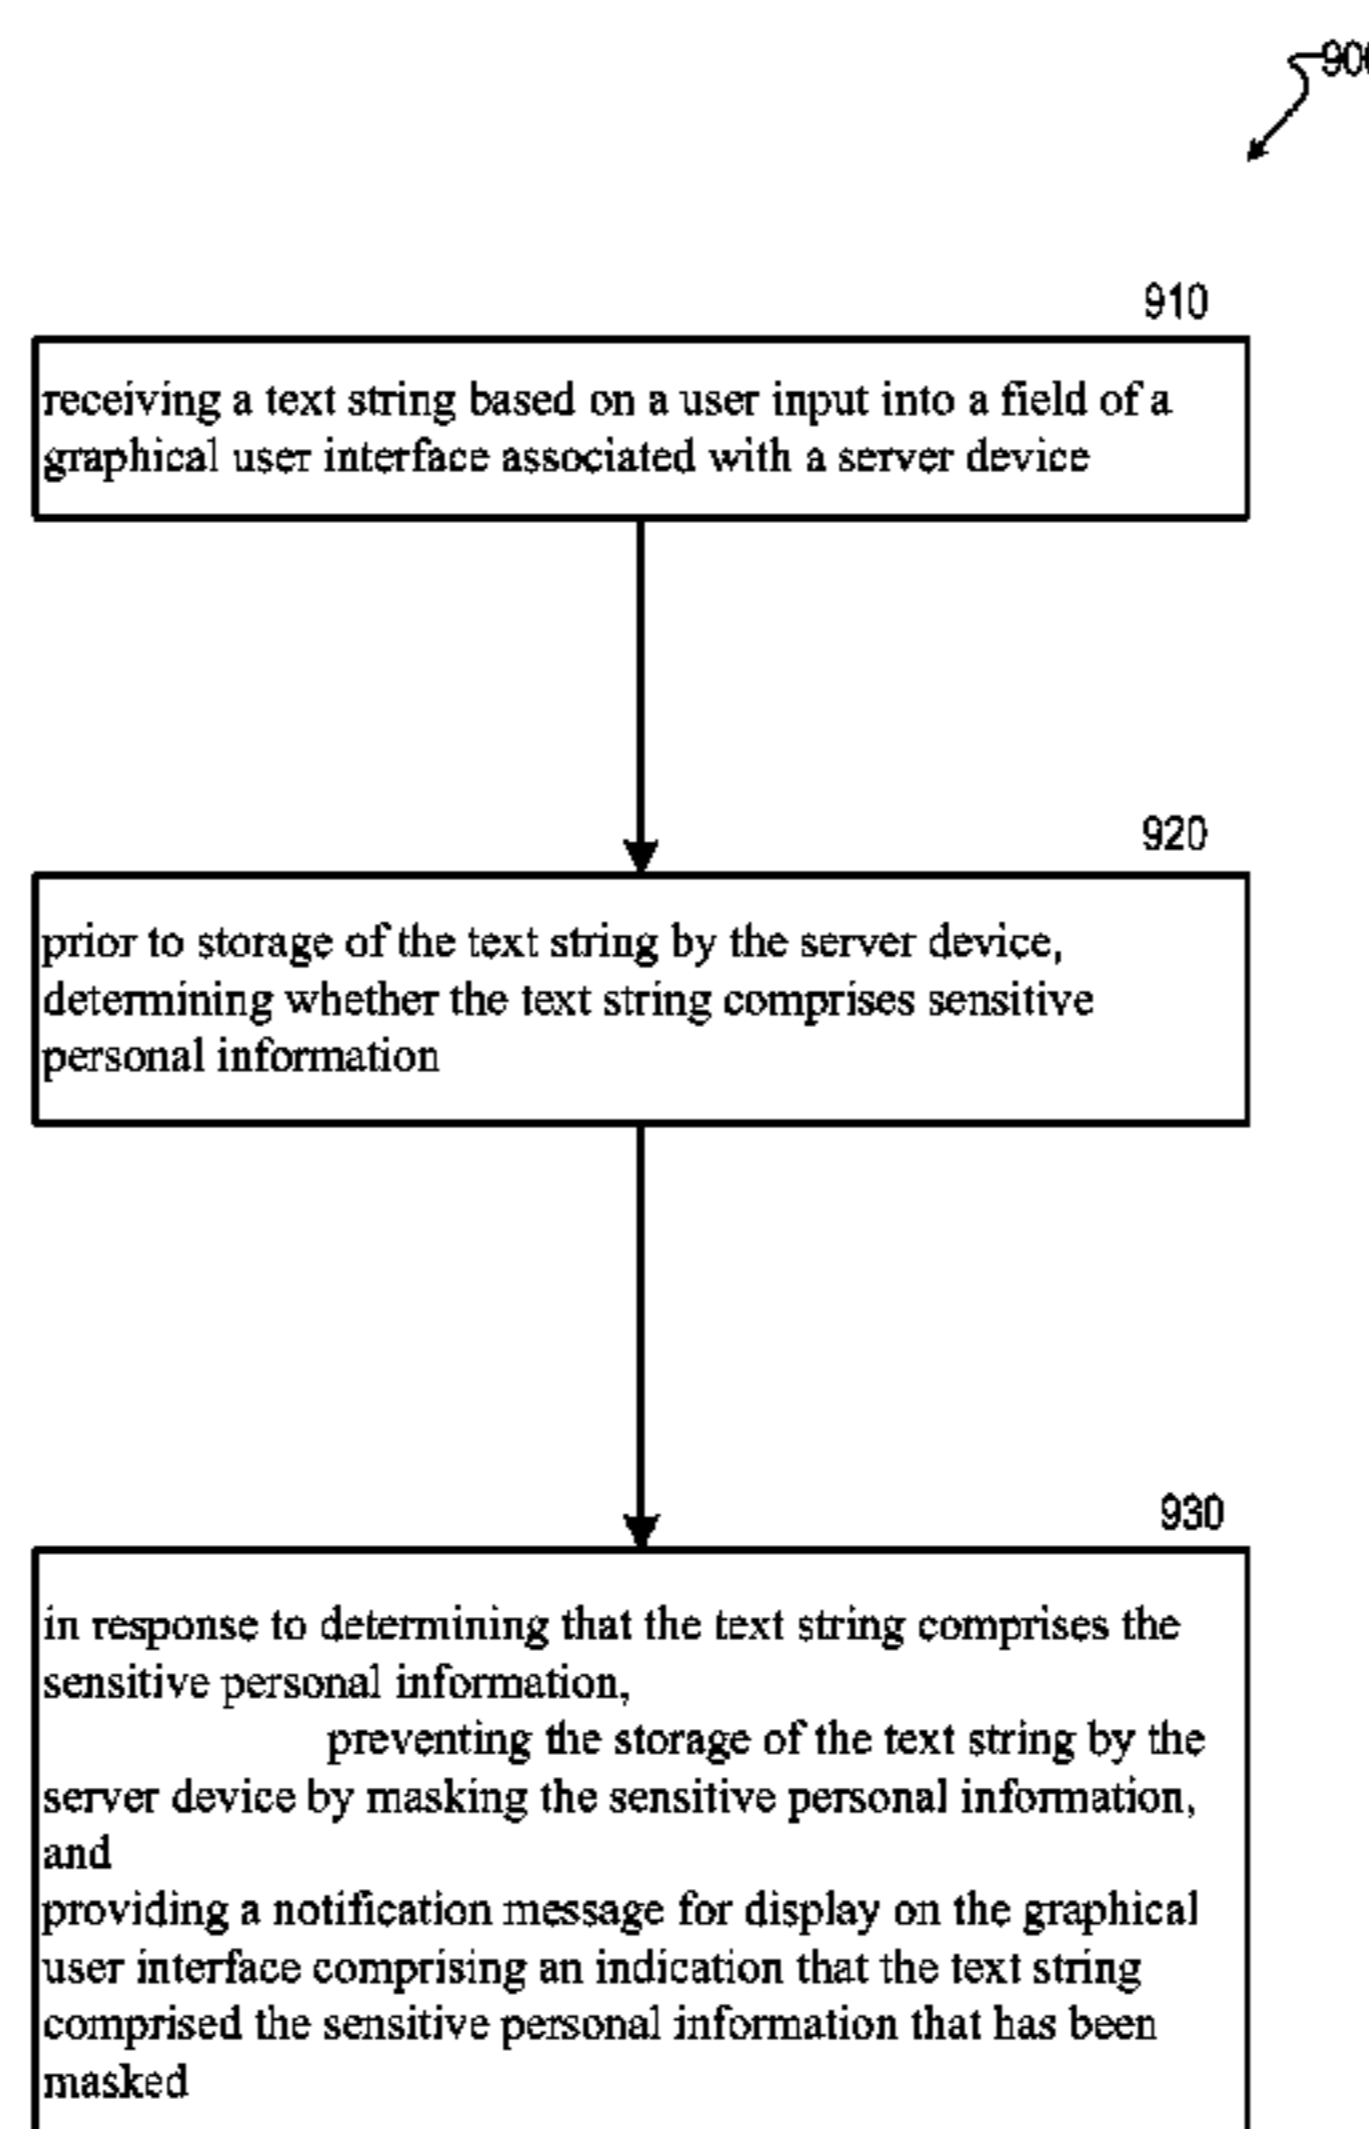 900
910
receiving a text string based on a user input into a field of a
graphical user interface associated with a server device
920
prior to storage of the text string by the server device,
determining whether the text string comprises sensitive
personal information
930
in response to determining that the text string comprises the
sensitive personal information,
preventing the storage of the text string by the
server device by masking the sensitive personal information,
and
providing a notification message for display on the graphical
user interface comprising an indication that the text string
comprised the sensitive personal information that has been
masked